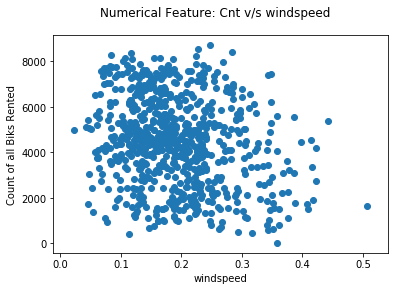 Numerical Feature: Cnt v/s windspeed
Count of all Biks Rented
8000
6000
4000
2000
0
0.0 0.1 0.2 0.3 0.4 0.5
windspeed